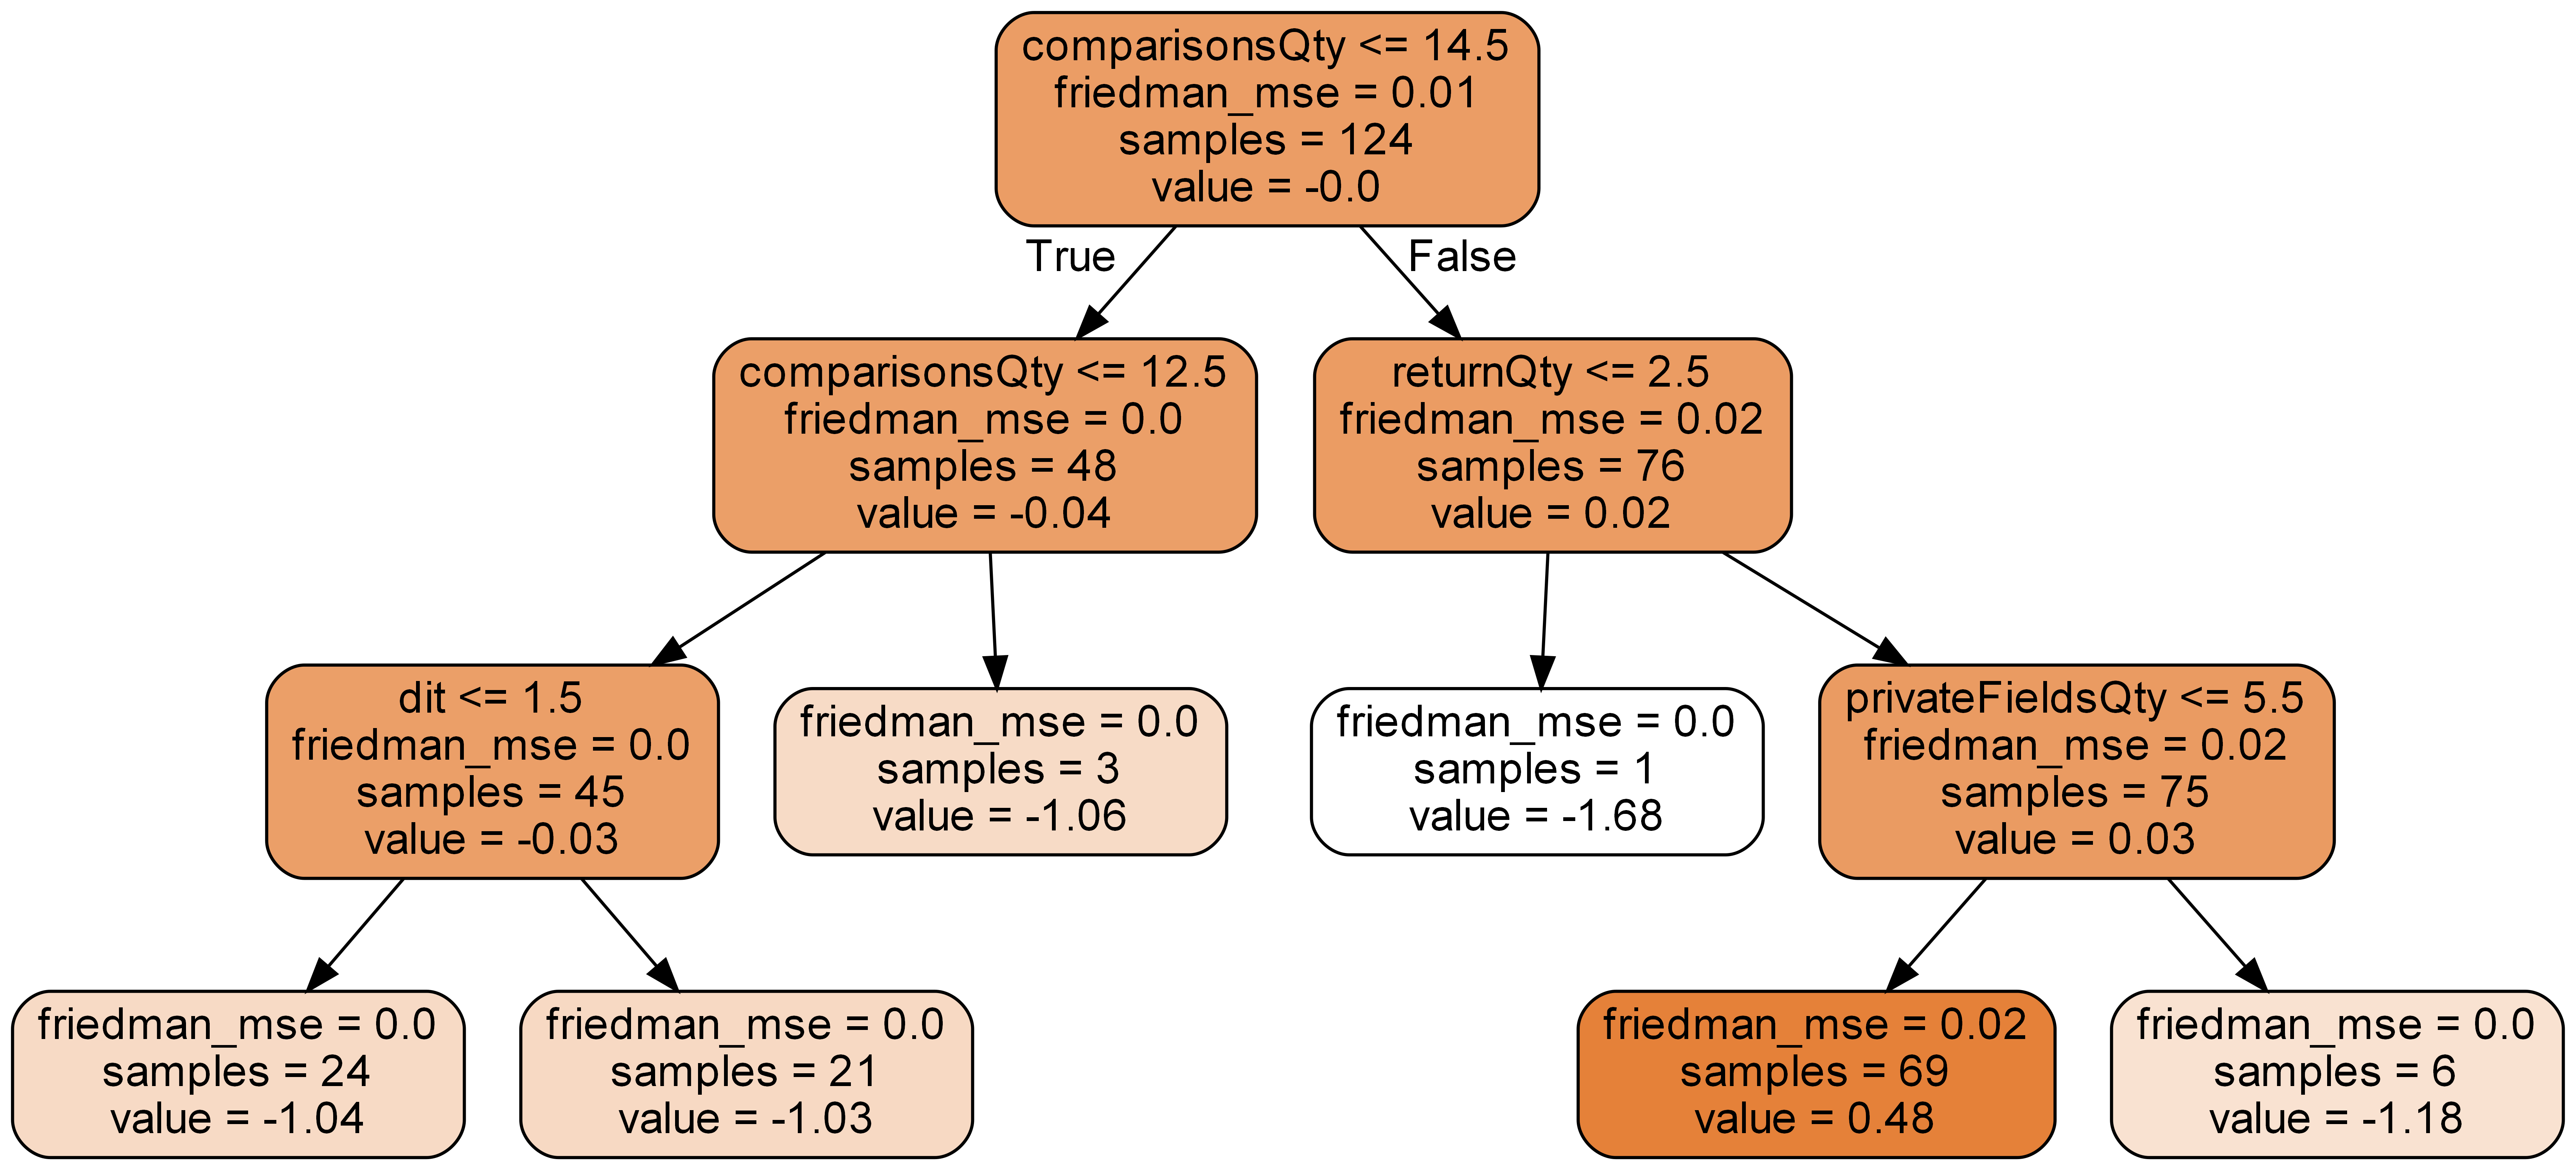 comparisonsQty <= 14.5
friedman_mse = 0.01
samples = 124
value = -0.0
True
False
comparisonsQty <= 12.5
friedman_mse = 0.0
samples = 48
value = -0.04
returnQty <= 2.5
friedman_mse = 0.02
samples = 76
value = 0.02
dit <= 1.5
friedman_mse = 0.0
samples = 45
value = -0.03
friedman_mse = 0.0
samples = 3
value = -1.06
friedman_mse = 0.0
samples = 1
value = -1.68
privateFieldsQty <= 5.5
friedman_mse = 0.02
samples = 75
value = 0.03
friedman_mse = 0.0
samples = 24
value = -1.04
friedman_mse = 0.0
samples = 21
value = -1.03
friedman_mse = 0.02
samples = 69
value = 0.48
friedman_mse = 0.0
samples = 6
value = -1.18